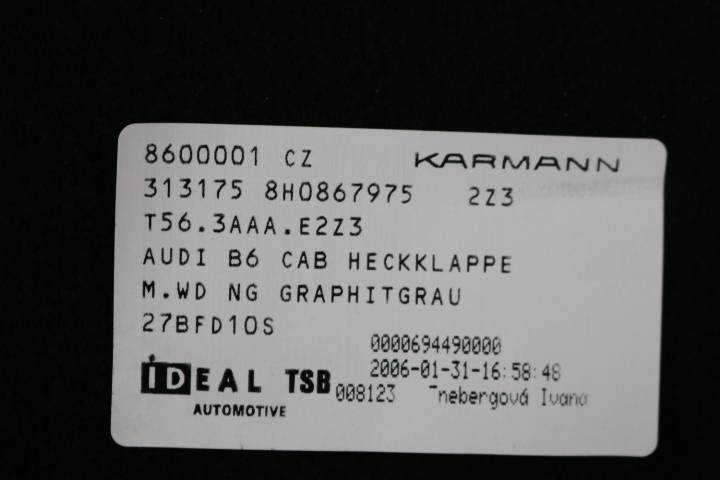 8600001 CZ KARMANN
313175 8H0867975 2Z3
T56.3AAA.E2Z3
AUDI B6 CAB HECKKLAPPE
M.WD NG GRAPHITGRAU
27BFD10S
0000694490000
iDEAL TSB 2006-01-31-16:58:48
AUTOMOTIVE 008123 Ivana